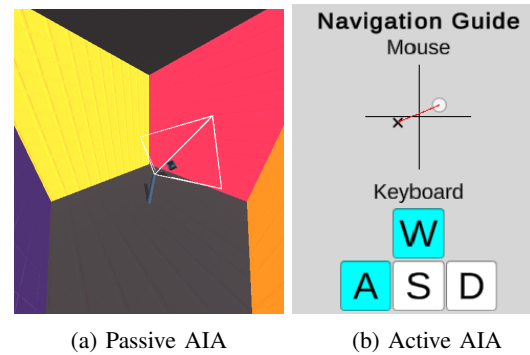 Navigation Guide
Mouse
Keyboard
W
A S D
(a) Passive AIA
(b) Active AIA